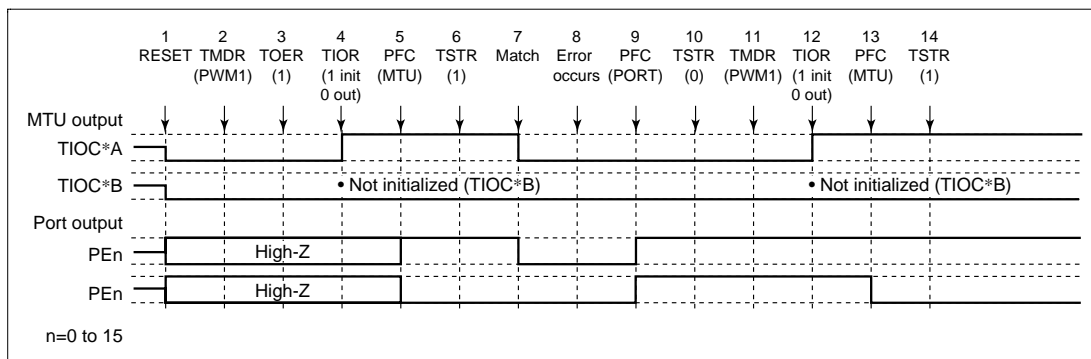 1 2 3 4 5 6 7 8 9 10 11 12 13 14
RESET TMDR TOER TIOR PFC TSTR Match Error PFC TSTR TMDR TIOR PFC TSTR
(PWM1) (1) (1 init (MTU) (1) occurs (PORT) (0) (PWM1) (1 init (MTU) (1)
0 out) 0 out)
MTU output
TIOC*A
TIOC*B • Not initialized (TIOC*B) • Not initialized (TIOC*B)
Port output
PEn High-Z
PEn High-Z
n=0 to 15